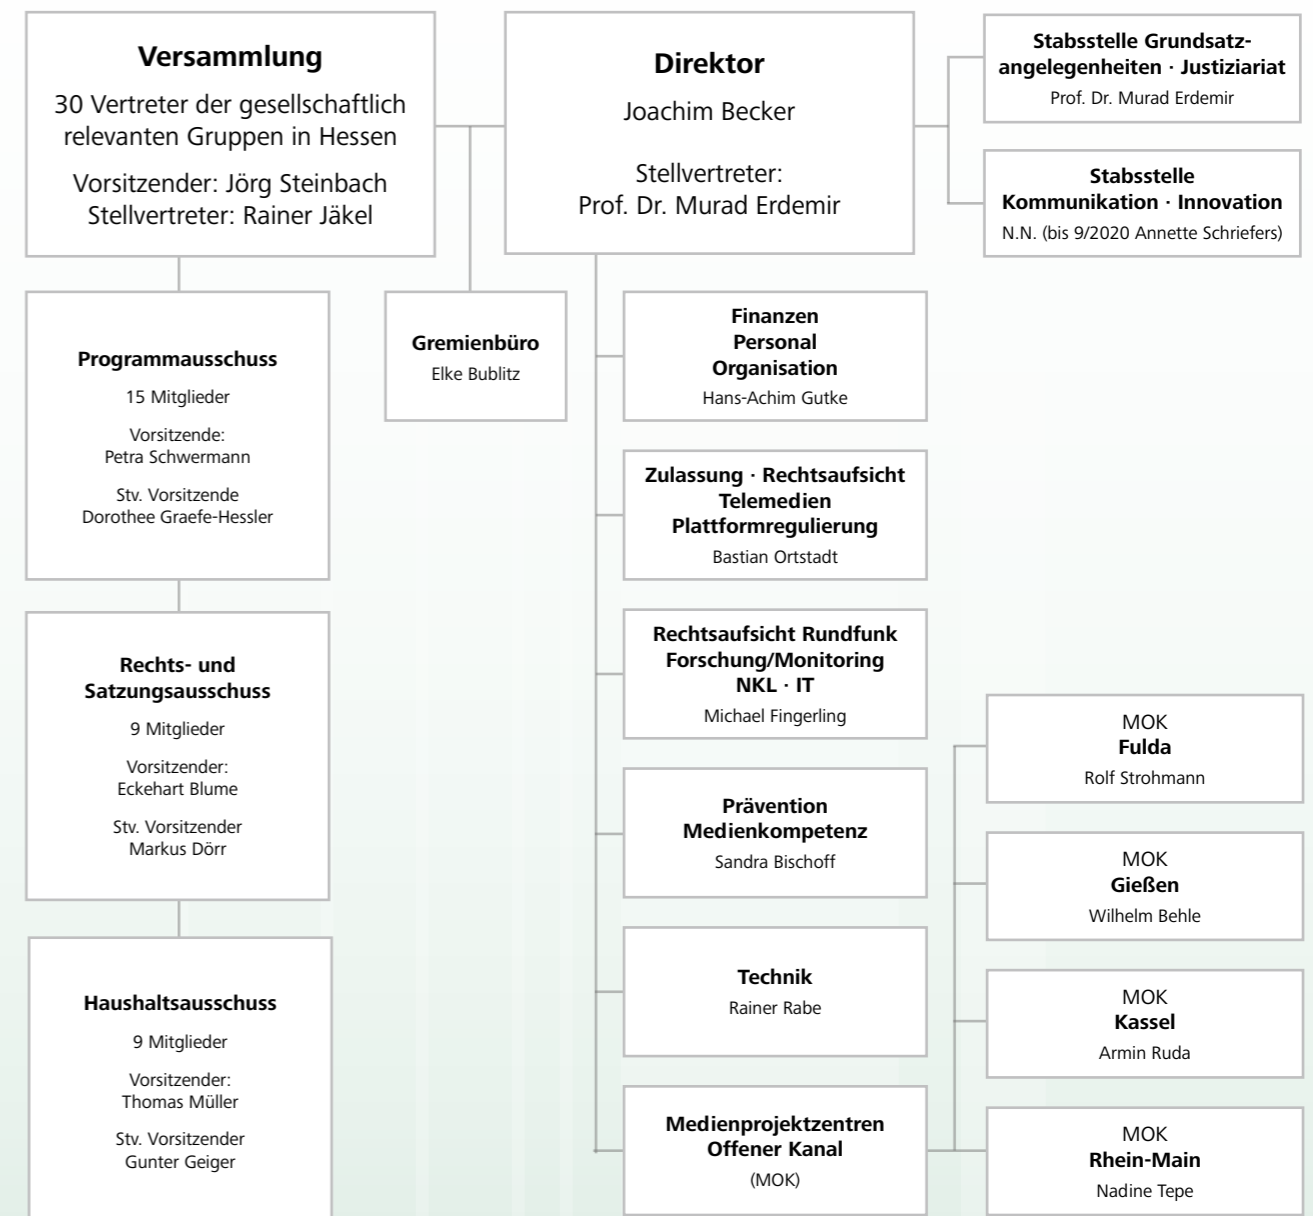 Versammlung
30 Vertreter der gesellschaftlich
relevanten Gruppen in Hessen
Vorsitzender: Jörg Steinbach
Stellvertreter: Rainer Jäkel
Direktor
Joachim Becker
Stellvertreter:
Prof. Dr. Murad Erdemir
Stabsstelle Grundsatz-
angelegenheiten · Justiziariat
Prof. Dr. Murad Erdemir
Stabsstelle
Kommunikation · Innovation
N.N. (bis 9/2020 Annette Schriefers)
Programmausschuss
15 Mitglieder
Vorsitzende:
Petra Schwermann
Stv. Vorsitzende
Dorothee Graefe-Hessler
Rechts- und
Satzungsausschuss
9 Mitglieder
Vorsitzender:
Eckehart Blume
Stv. Vorsitzender
Markus Dörr
Haushaltsausschuss
9 Mitglieder
Vorsitzender:
Thomas Müller
Stv. Vorsitzender
Gunter Geiger
Gremienbüro
Elke Bublitz
Finanzen
Personal
Organisation
Hans-Achim Gutke
Zulassung · Rechtsaufsicht
Telemedien
Plattformregulierung
Bastian Ortstadt
Rechtsaufsicht Rundfunk
Forschung/Monitoring
NKL · IT
Michael Fingerling
Prävention
Medienkompetenz
Sandra Bischoff
Technik
Rainer Rabe
Medienprojektzentren
Offener Kanal
(MOK)
MOK
Fulda
Rolf Strohmann
MOK
Gießen
Wilhelm Behle
MOK
Kassel
Armin Ruda
MOK
Rhein-Main
Nadine Tepe